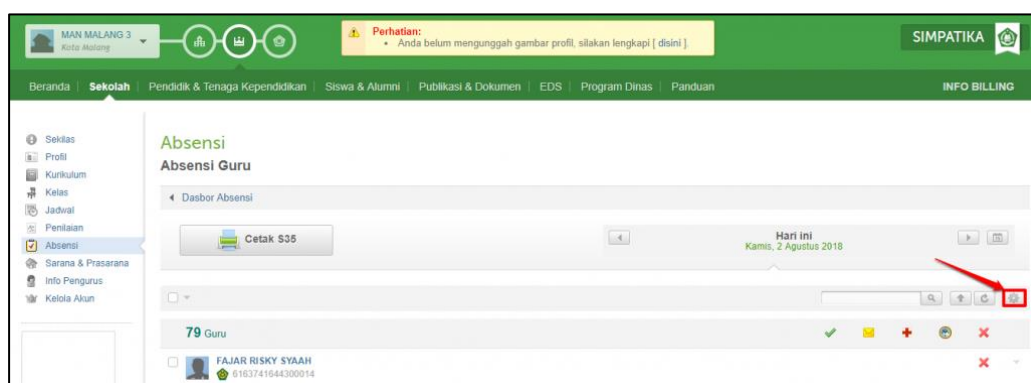 MAN MALANG 3
Kota Malang
Perhatian:
• Anda belum mengunggah gambar profil, silakan lengkapi [ disini ].
SIMPATIKA
Beranda | Sekolah | Pendidik & Tenaga Kependidikan | Siswa & Alumni | Publikasi & Dokumen | EDS | Program Dinas | Panduan
INFO BILLING
Sekilas
Profil
Kurikulum
Kelas
Jadwal
Penilaian
Absensi
Sarana & Prasarana
Info Pengurus
Kelola Akun
Absensi
Absensi Guru
Dasbor Absensi
Cetak S35
Hari ini
Kamis, 2 Agustus 2018
79 Guru
FAJAR RISKY SYAAH
6163741644300014